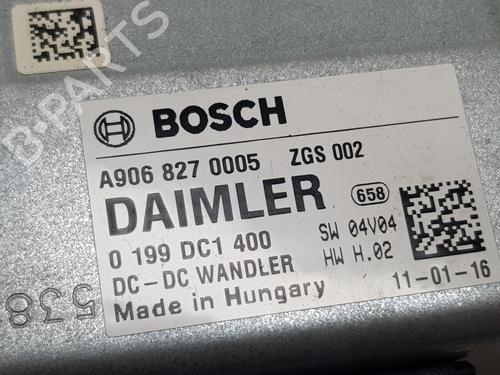 B-PARTS
BOSCH
A906 827 0005 ZGS 002
DAIMLER 658
0 199 DC1 400 SW 04V04
DC-DC WANDLER HW H.02
Made in Hungary 11-01-16
538